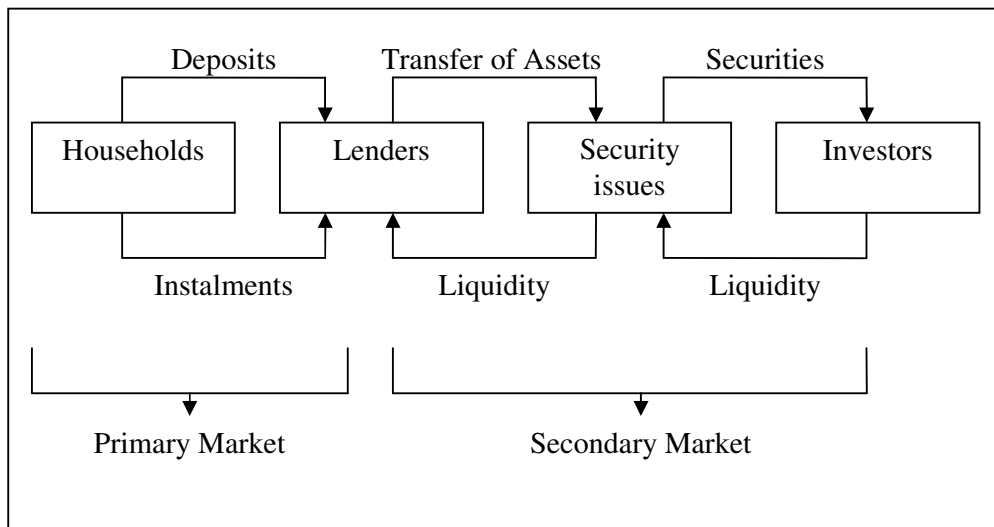 Deposits
Transfer of Assets
Securities
Households
Lenders
Security
issues
Investors
Instalments
Liquidity
Liquidity
Primary Market
Secondary Market